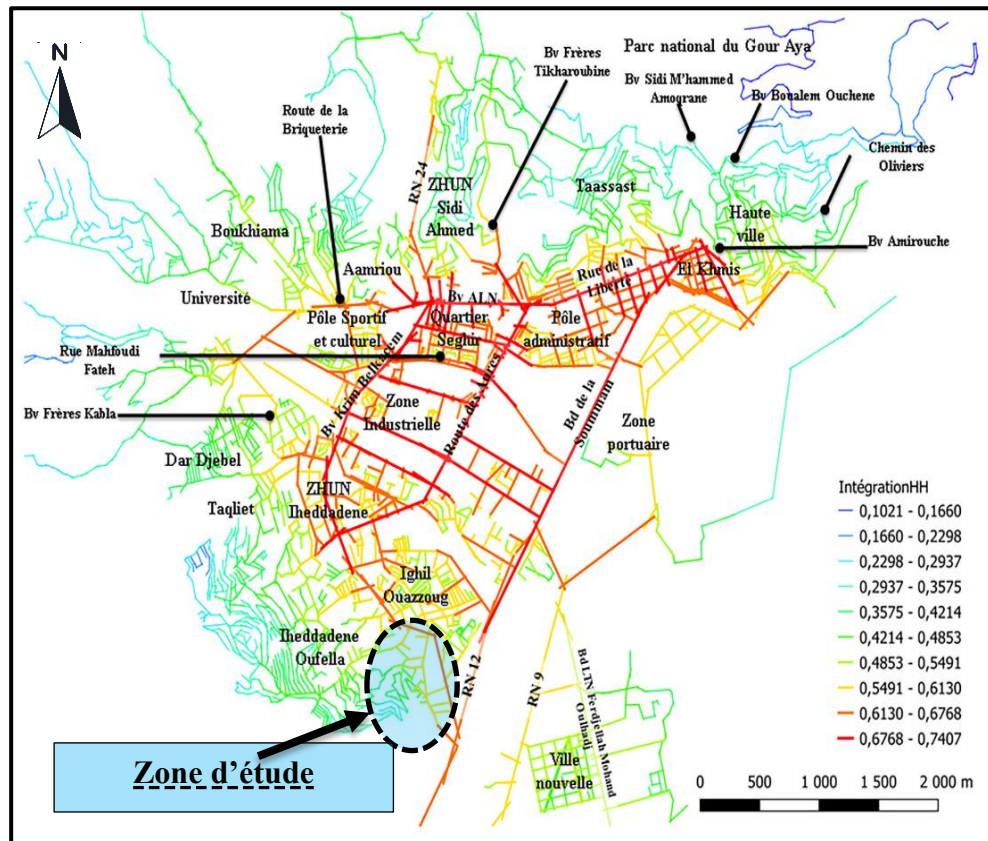 N
Bv Frères
Tikharoubine
Parc national du Gour Aya
Bv Sidi M'hammed
Amograne
Bv Boualem Ouchene
Route de la
Briqueterie
Chemin des
Oliviers
RN 24
ZHUN
Sidi
Ahmed
Taassast
Haute
ville
Boukhiama
Bv Amirouche
Aamriou
Rue de la
Liberté
El Khmis
Université
Bv ALN
Pôle Sportif
et culturel
Quartier
Seghir
Pôle
administratif
Rue Mahfoudi
Fateh
Bv Krim Belkacem
Route des Aures
Bd de la
Soummam
Bv Frères Kabla
Zone
Industrielle
Zone
portuaire
Dar Djebel
ZHUN
Iheddadene
Taqliet
IntégrationHH
0,1021 - 0,1660
0,1660 - 0,2298
0,2298 - 0,2937
0,2937 - 0,3575
0,3575 - 0,4214
0,4214 - 0,4853
0,4853 - 0,5491
0,5491 - 0,6130
0,6130 - 0,6768
0,6768 - 0,7407
Ighil
Ouazzoug
Iheddadene
Oufella
RN 12
RN 9
Bd LTN Ferdjellah Mohand
Oulhadj
Zone d'étude
Ville
nouvelle
0 500 1 000 1 500 2 000 m